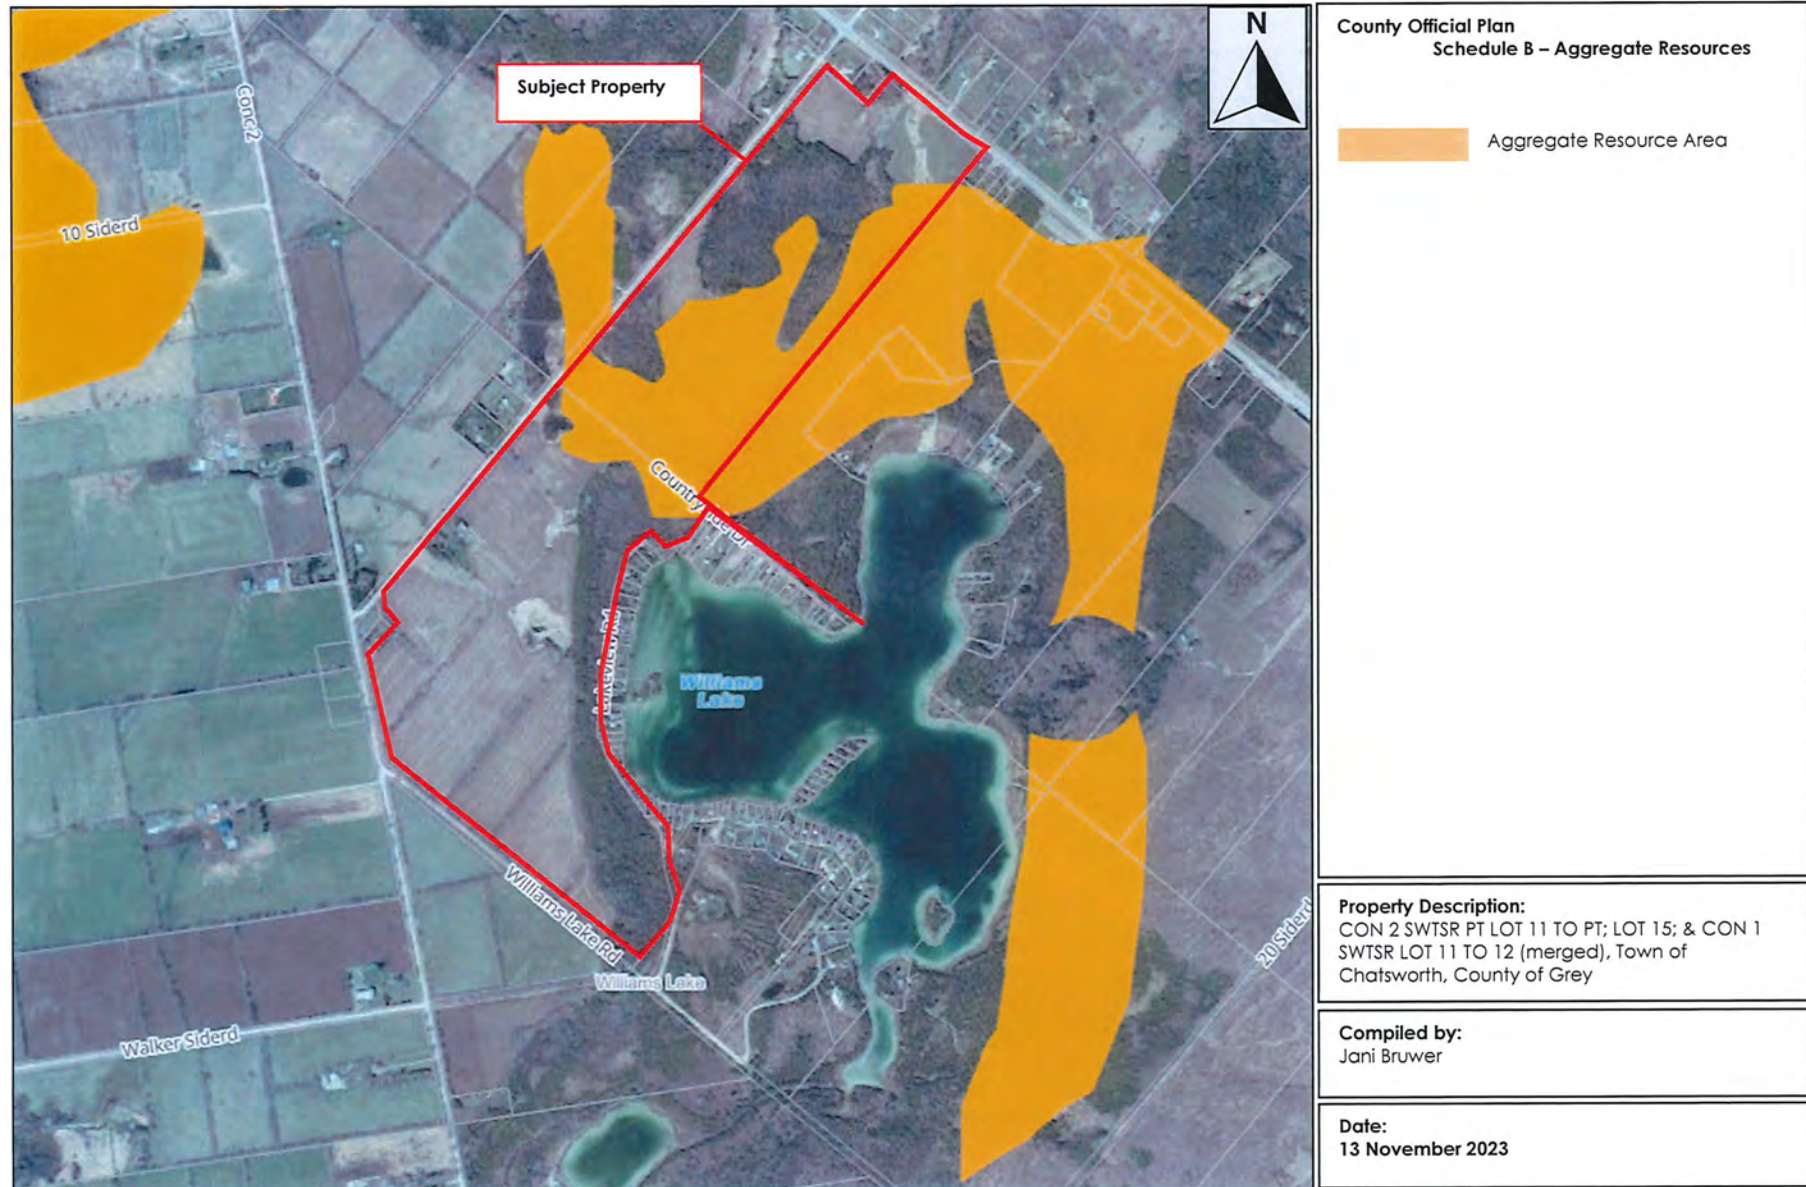 N
Subject Property
Conc 2
10 Siderd
Lakeview Rd
Williams
Lake
Williams Lake Rd
Williams Lake
Walker Siderd
20 Siderd
County Official Plan
Schedule B – Aggregate Resources
Aggregate Resource Area
Property Description:
CON 2 SWTSR PT LOT 11 TO PT; LOT 15; & CON 1
SWTSR LOT 11 TO 12 (merged), Town of
Chatsworth, County of Grey
Compiled by:
Jani Bruwer
Date:
13 November 2023